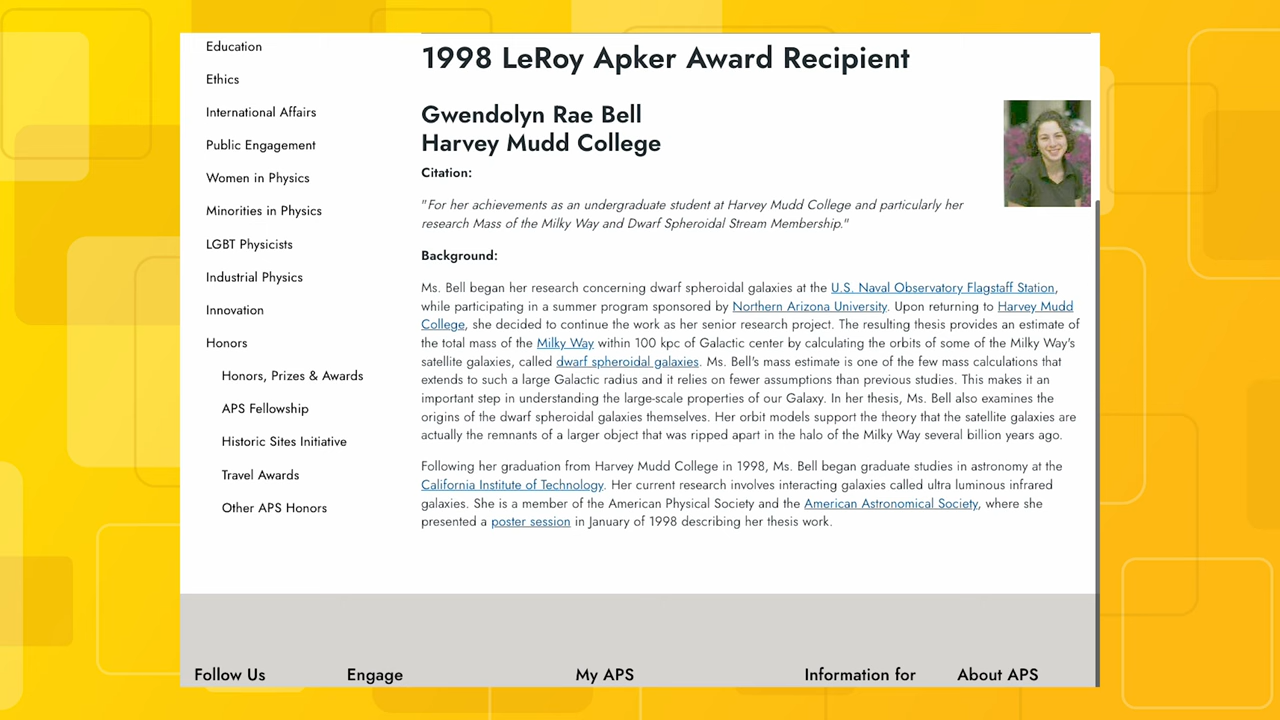 Education
Ethics
International Affairs
Public Engagement
Women in Physics
Minorities in Physics
LGBT Physicists
Industrial Physics
Innovation
Honors
Honors, Prizes & Awards
APS Fellowship
Historic Sites Initiative
Travel Awards
Other APS Honors
1998 LeRoy Apker Award Recipient
Gwendolyn Rae Bell
Harvey Mudd College
Citation:
"For her achievements as an undergraduate student at Harvey Mudd College and particularly her
research Mass of the Milky Way and Dwarf Spheroidal Stream Membership."
Background:
Ms. Bell began her research concerning dwarf spheroidal galaxies at the U.S. Naval Observatory Flagstaff Station,
while participating in a summer program sponsored by Northern Arizona University. Upon returning to Harvey Mudd
College, she decided to continue the work as her senior research project. The resulting thesis provides an estimate of
the total mass of the Milky Way within 100 kpc of Galactic center by calculating the orbits of some of the Milky Way's
satellite galaxies, called dwarf spheroidal galaxies. Ms. Bell's mass estimate is one of the few mass calculations that
extends to such a large Galactic radius and it relies on fewer assumptions than previous studies. This makes it an
important step in understanding the large-scale properties of our Galaxy. In her thesis, Ms. Bell also examines the
origins of the dwarf spheroidal galaxies themselves. Her orbit models support the theory that the satellite galaxies are
actually the remnants of a larger object that was ripped apart in the halo of the Milky Way several billion years ago.
Following her graduation from Harvey Mudd College in 1998, Ms. Bell began graduate studies in astronomy at the
California Institute of Technology. Her current research involves interacting galaxies called ultra luminous infrared
galaxies. She is a member of the American Physical Society and the American Astronomical Society, where she
presented a poster session in January of 1998 describing her thesis work.
Follow Us
Engage
My APS
Information for
About APS